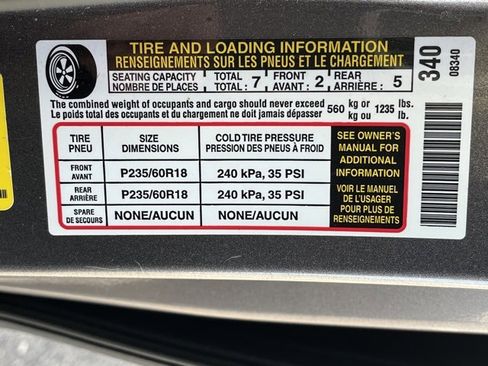 TIRE AND LOADING INFORMATION
RENSEIGNEMENTS SUR LES PNEUS ET LE CHARGEMENT
SEATING CAPACITY TOTAL : 7 FRONT : 2 REAR : 5
NOMBRE DE PLACES TOTAL : AVANT : ARRIÈRE :
The combined weight of occupants and cargo should never exceed 560 kg or 1235 lbs.
Le poids total des occupants et du chargement ne doit jamais dépasser kg ou lb.
340
08340
TIRE SIZE COLD TIRE PRESSURE
PNEU DIMENSIONS PRESSION DES PNEUS À FROID
FRONT
AVANT P235/60R18 240 kPa, 35 PSI
REAR
ARRIÈRE P235/60R18 240 kPa, 35 PSI
SPARE
DE SECOURS NONE/AUCUN NONE/AUCUN
SEE OWNER'S
MANUAL FOR
ADDITIONAL
INFORMATION
VOIR LE MANUEL
DE L'USAGER
POUR PLUS DE
RENSEIGNEMENTS